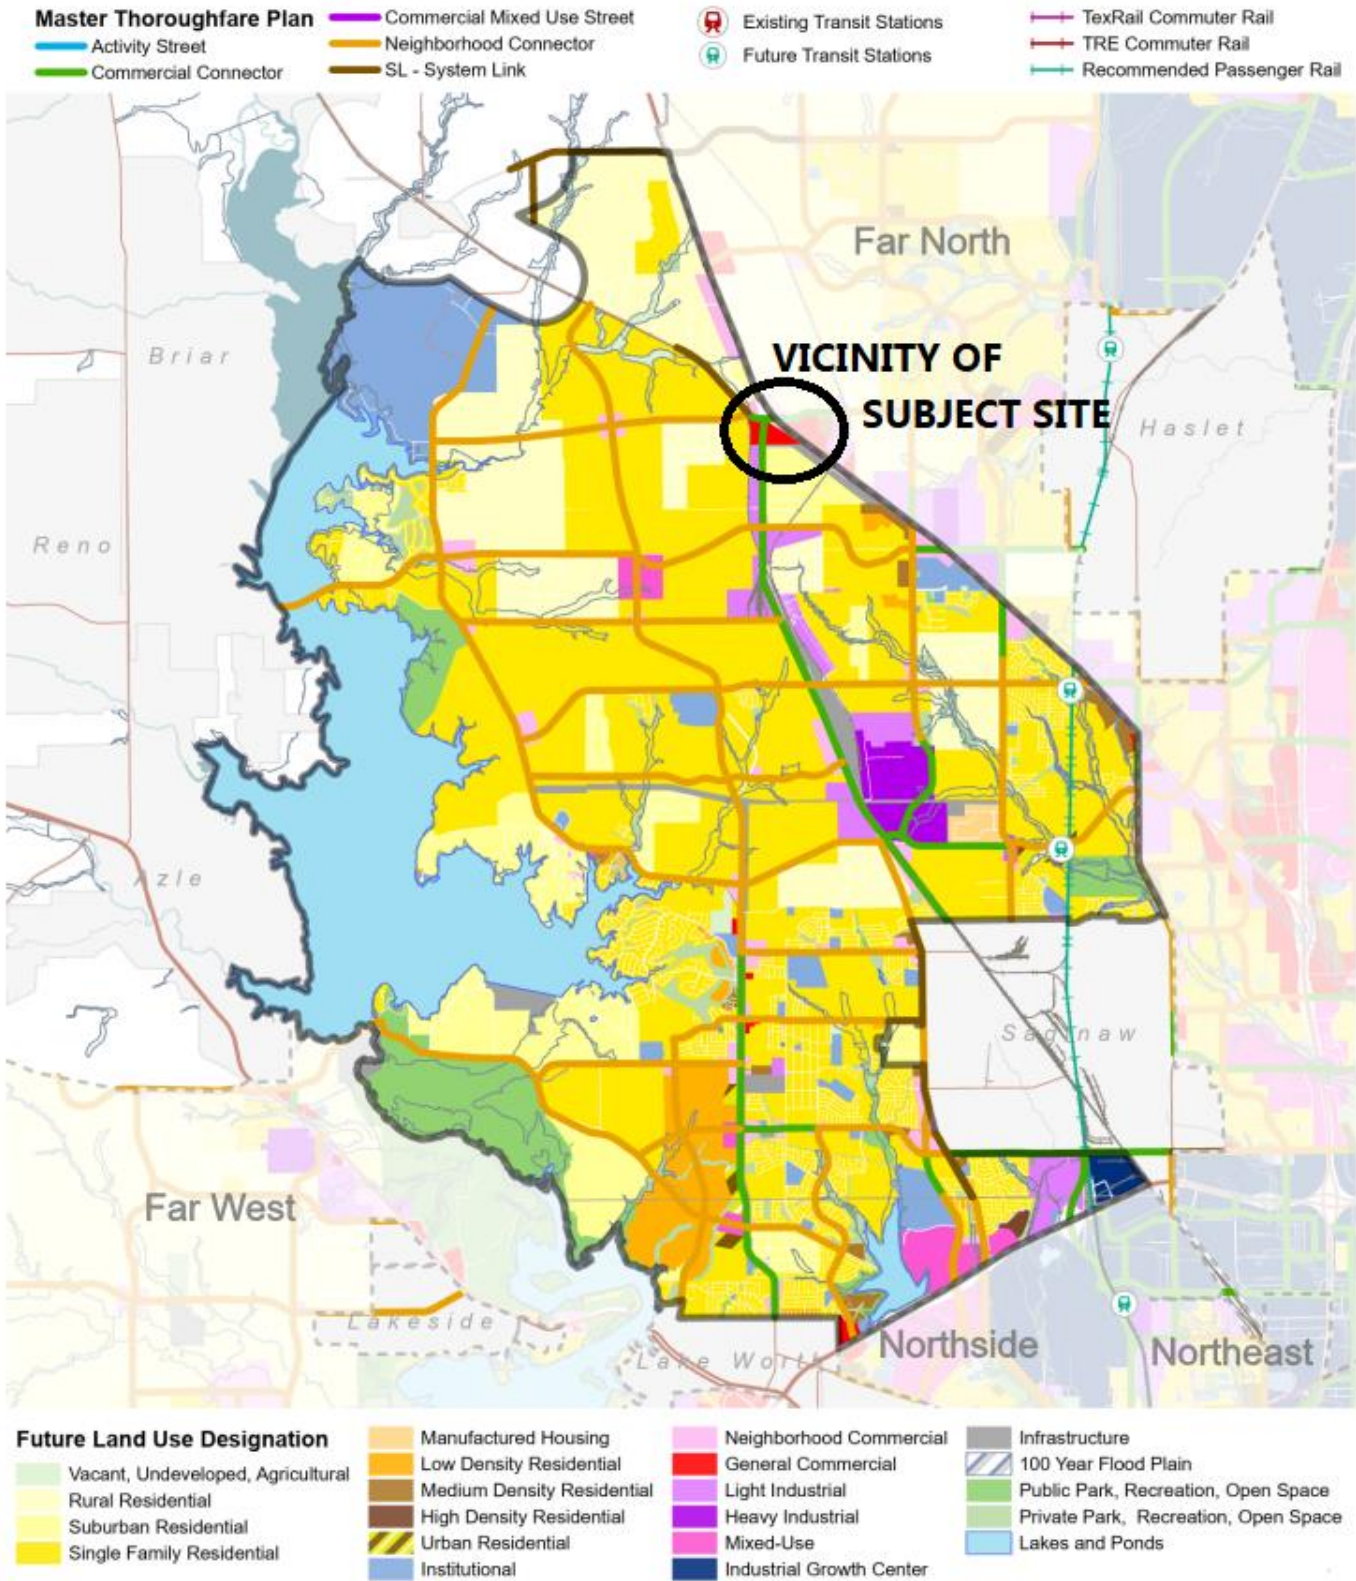 Master Thoroughfare Plan
Activity Street
Commercial Connector
Commercial Mixed Use Street
Neighborhood Connector
SL - System Link
Existing Transit Stations
Future Transit Stations
TexRail Commuter Rail
TRE Commuter Rail
Recommended Passenger Rail
Far North
VICINITY OF
SUBJECT SITE
Briar
Haslet
Reno
Azle
Saginaw
Far West
Lakeside
Lake Worth
Northside
Northeast
Future Land Use Designation
Vacant, Undeveloped, Agricultural
Rural Residential
Suburban Residential
Single Family Residential
Manufactured Housing
Low Density Residential
Medium Density Residential
High Density Residential
Urban Residential
Institutional
Neighborhood Commercial
General Commercial
Light Industrial
Heavy Industrial
Mixed-Use
Industrial Growth Center
Infrastructure
100 Year Flood Plain
Public Park, Recreation, Open Space
Private Park, Recreation, Open Space
Lakes and Ponds